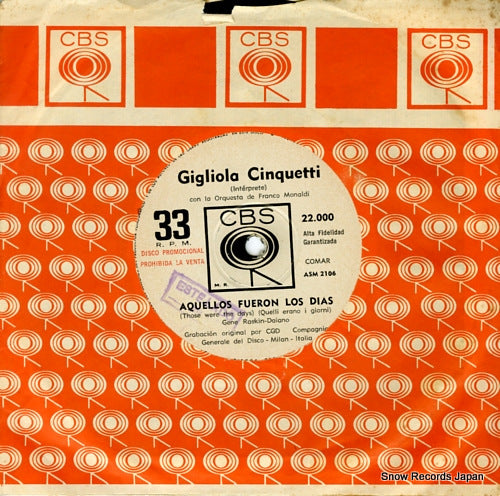 CBS
CBS
CBS
Gigliola Cinquetti
(Intérprete)
con la Orquesta de Franco Monaldi
33
R. P. M.
DISCO PROMOCIONAL
PROHIBIDA LA VENTA
CBS
M. R.
22.000
Alta Fidelidad
Garantizada
COMAR
ASM 2106
AQUELLOS FUERON LOS DIAS
(Those were the days) (Quelli erano i giorni)
Gene Raskin-Daiano
Grabación original por CGD Compagnia
Generale del Disco - Milan - Italia
Snow Records Japan